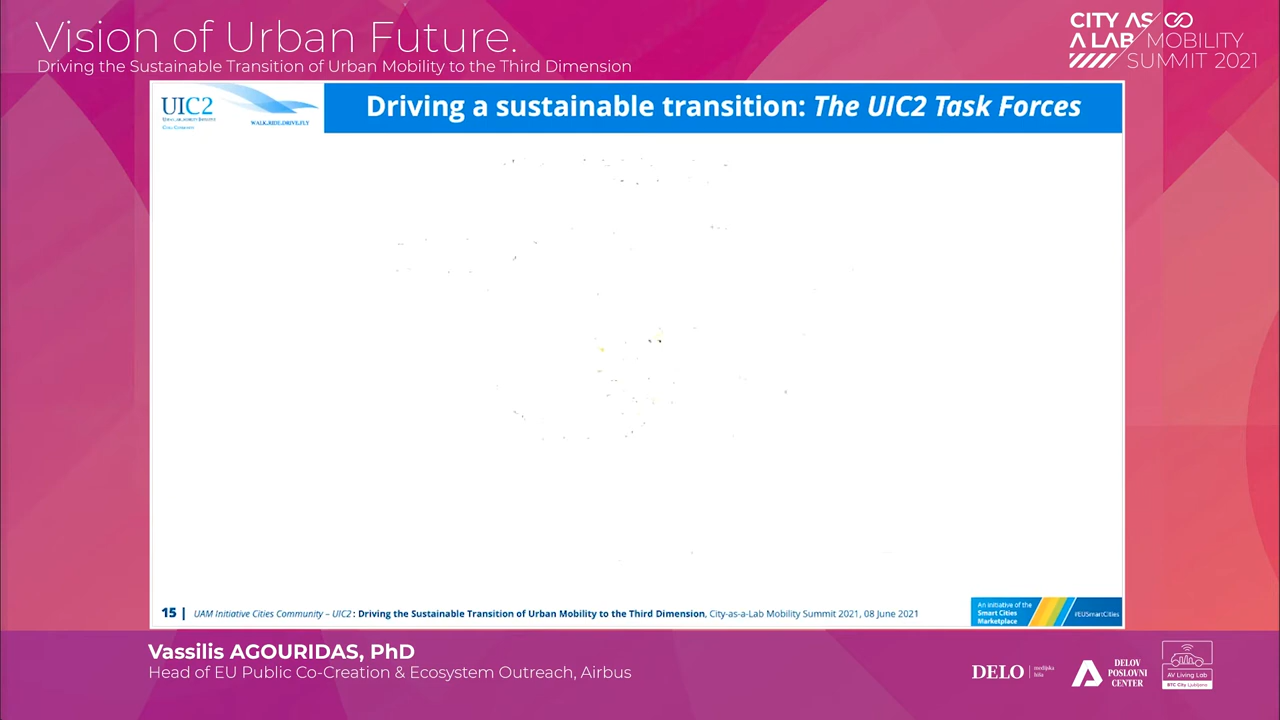 Vision of Urban Future.
Driving the Sustainable Transition of Urban Mobility to the Third Dimension
CITY AS
A LAB MOBILITY
SUMMIT 2021
UIC2
WALK.RIDE.DRIVE.FLY
Driving a sustainable transition: The UIC2 Task Forces
15 | UAM Initiative Cities Community – UIC2 : Driving the Sustainable Transition of Urban Mobility to the Third Dimension, City-as-a-Lab Mobility Summit 2021, 08 June 2021
An initiative of the
Smart Cities
Marketplace
#EUSmartCities
Vassilis AGOURIDAS, PhD
Head of EU Public Co-Creation & Ecosystem Outreach, Airbus
DELO medijska
hiša
DELOV
POSLOVNI
CENTER
AV Living Lab
BTC City Ljubljana